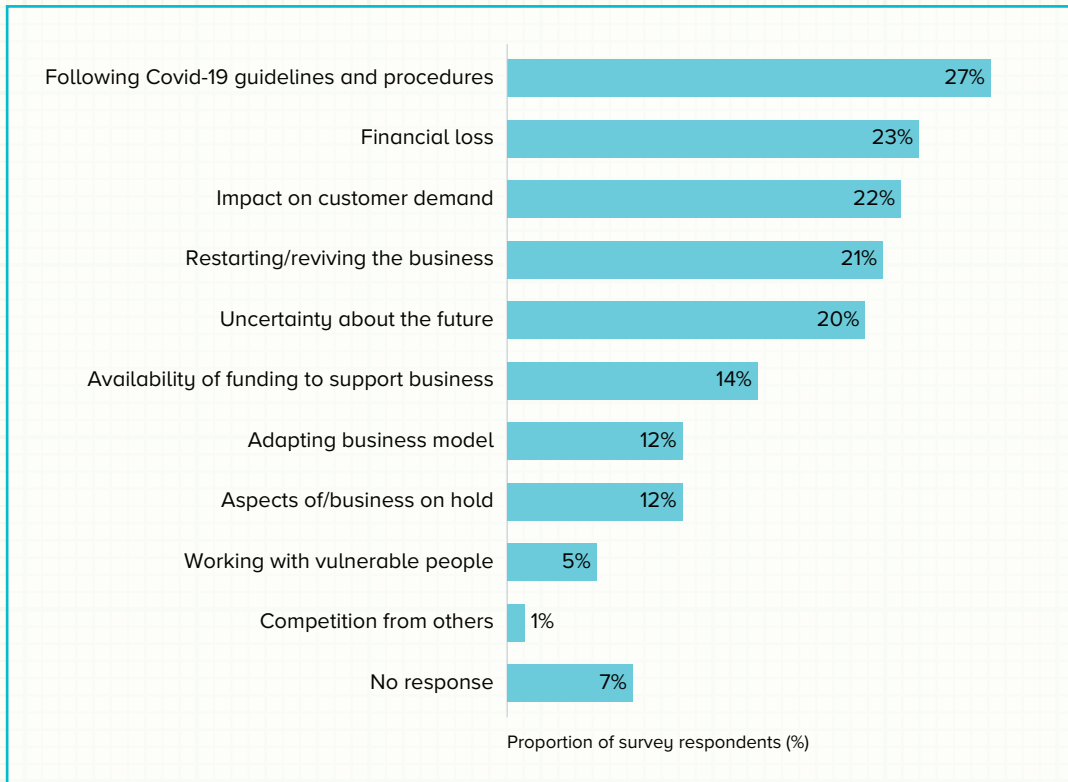 Following Covid-19 guidelines and procedures 27%
Financial loss 23%
Impact on customer demand 22%
Restarting/reviving the business 21%
Uncertainty about the future 20%
Availability of funding to support business 14%
Adapting business model 12%
Aspects of/business on hold 12%
Working with vulnerable people 5%
Competition from others 1%
No response 7%
Proportion of survey respondents (%)